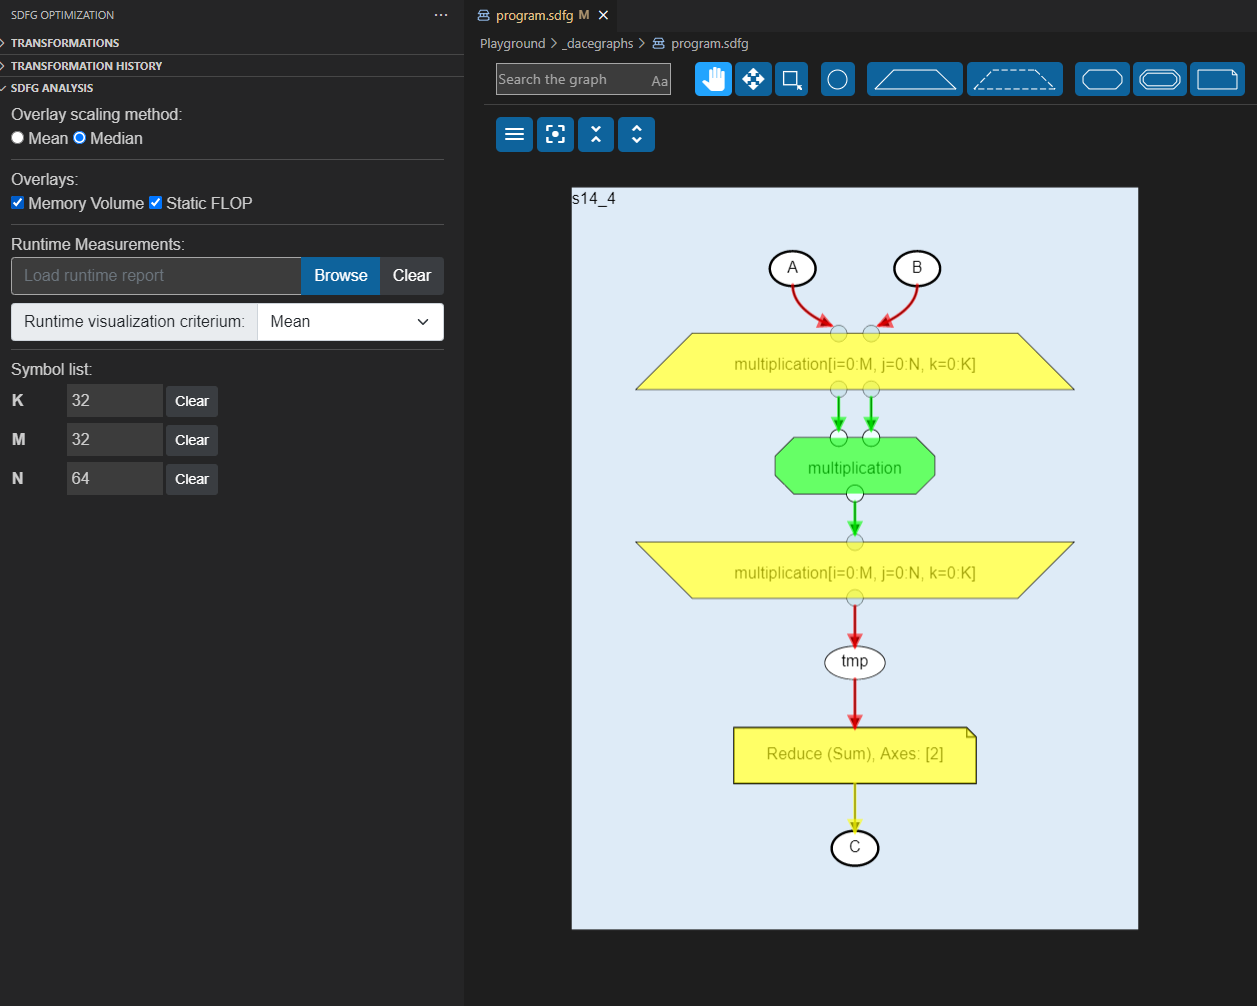 SDFG OPTIMIZATION
TRANSFORMATIONS
TRANSFORMATION HISTORY
SDFG ANALYSIS
Overlay scaling method:
Mean Median
Overlays:
Memory Volume Static FLOP
Runtime Measurements:
Load runtime report Browse Clear
Runtime visualization criterium: Mean
Symbol list:
K 32 Clear
M 32 Clear
N 64 Clear
program.sdfg M
Playground > _dacegraphs > program.sdfg
Search the graph Aa
s14_4
A B
multiplication[i=0:M, j=0:N, k=0:K]
multiplication
multiplication[i=0:M, j=0:N, k=0:K]
tmp
Reduce (Sum), Axes: [2]
C